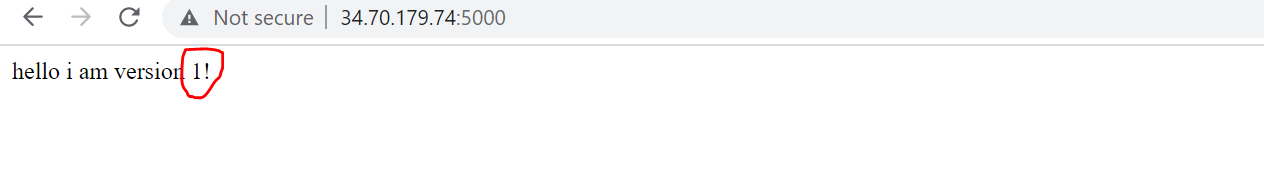 Not secure | 34.70.179.74:5000
hello i am version 1!